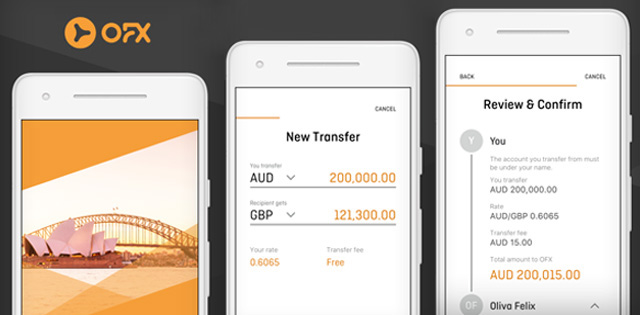 OFX
CANCEL
New Transfer
You transfer
AUD 200,000.00
Recipient gets
GBP 121,300.00
Your rate Transfer fee
0.6065 Free
BACK CANCEL
Review & Confirm
Y You
The account you transfer from must
be under your name.
You transfer
AUD 200,000.00
Rate
AUD/GBP 0.6065
Transfer fee
AUD 15.00
Total amount to OFX
AUD 200,015.00
OF Oliva Felix